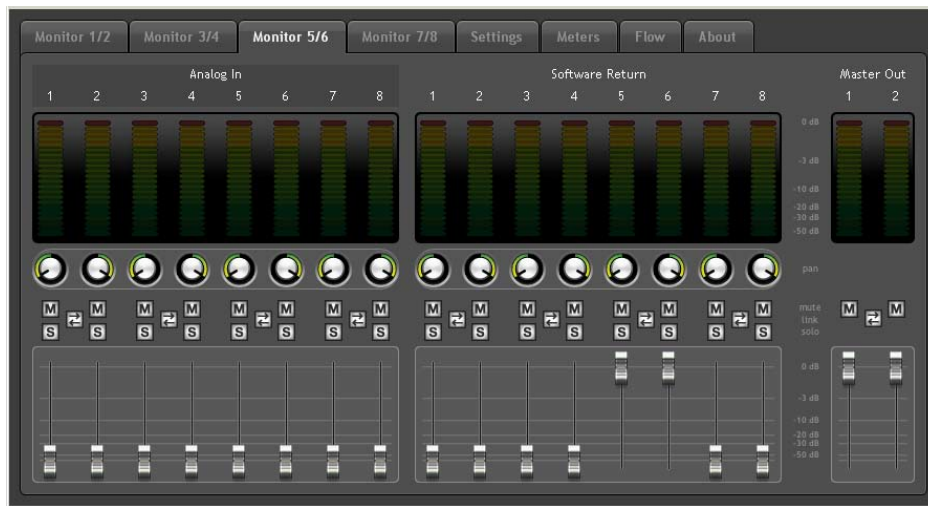 Monitor 1/2 Monitor 3/4 Monitor 5/6 Monitor 7/8 Settings Meters Flow About
Analog In Software Return Master Out
1 2 3 4 5 6 7 8 1 2 3 4 5 6 7 8 1 2
0 dB
-3 dB
-10 dB
-20 dB
-30 dB
-50 dB
pan
M M M M M M M M M M M M M M M M mute M M
link
S S S S S S S S S S S S S S S S solo
0 dB
-3 dB
-10 dB
-20 dB
-30 dB
-50 dB